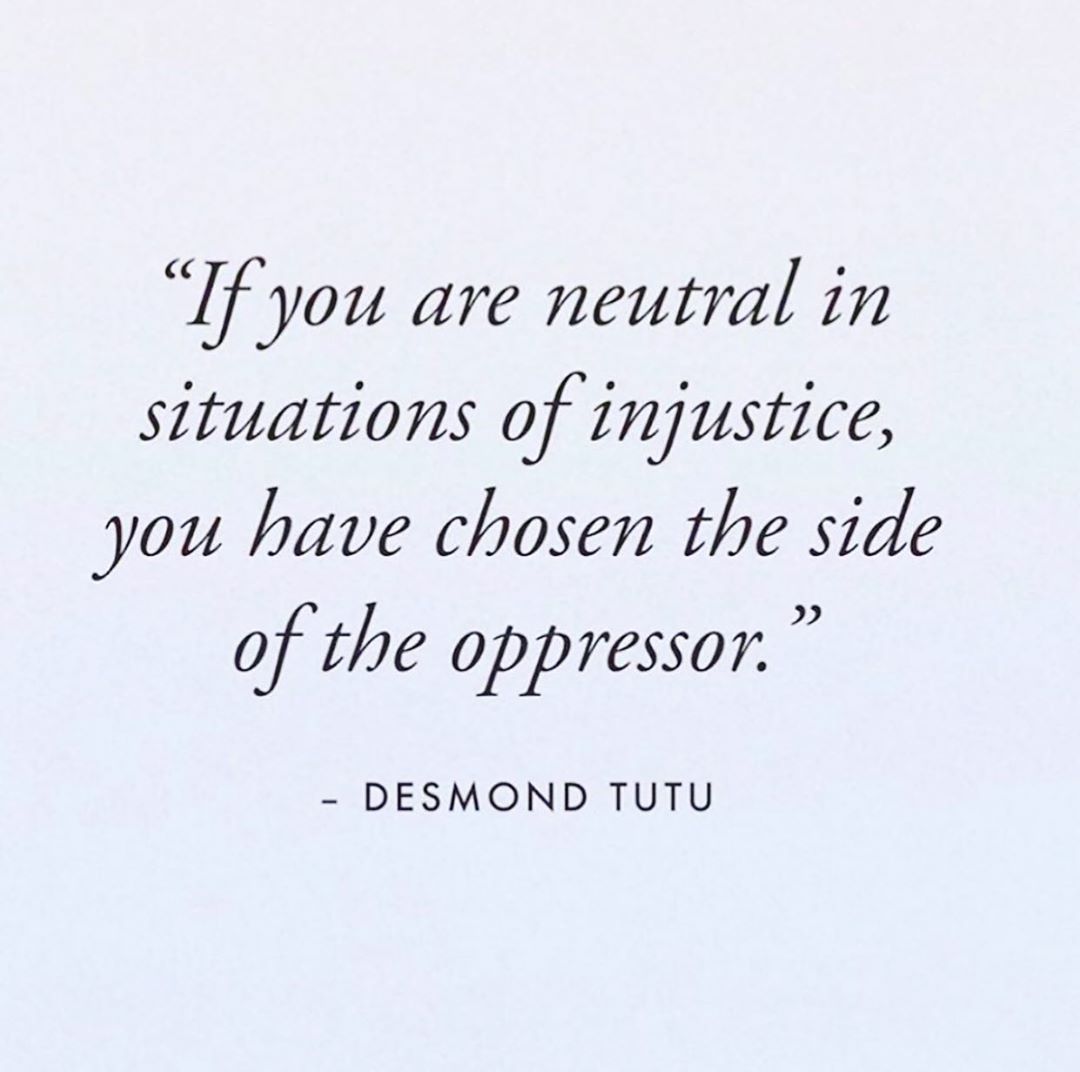 “If you are neutral in
situations of injustice,
you have chosen the side
of the oppressor.”
– DESMOND TUTU